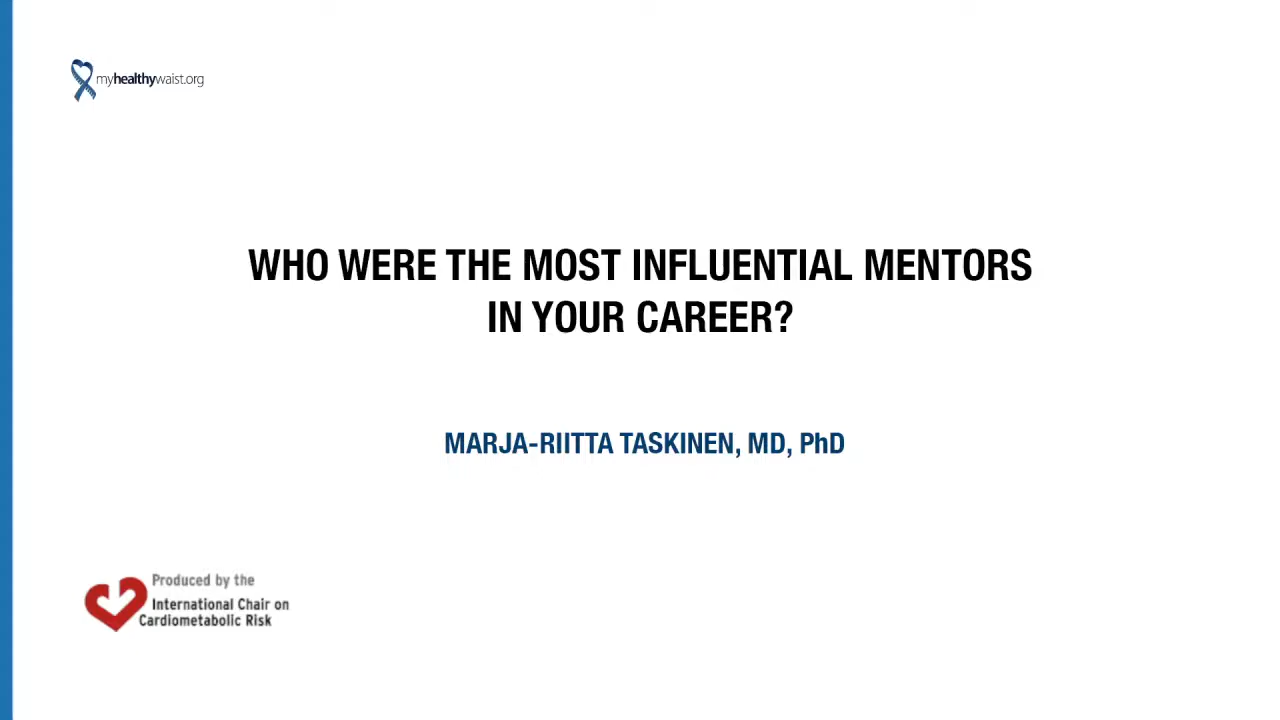 myhealthywaist.org
WHO WERE THE MOST INFLUENTIAL MENTORS
IN YOUR CAREER?
MARJA-RIITTA TASKINEN, MD, PhD
Produced by the
International Chair on
Cardiometabolic Risk